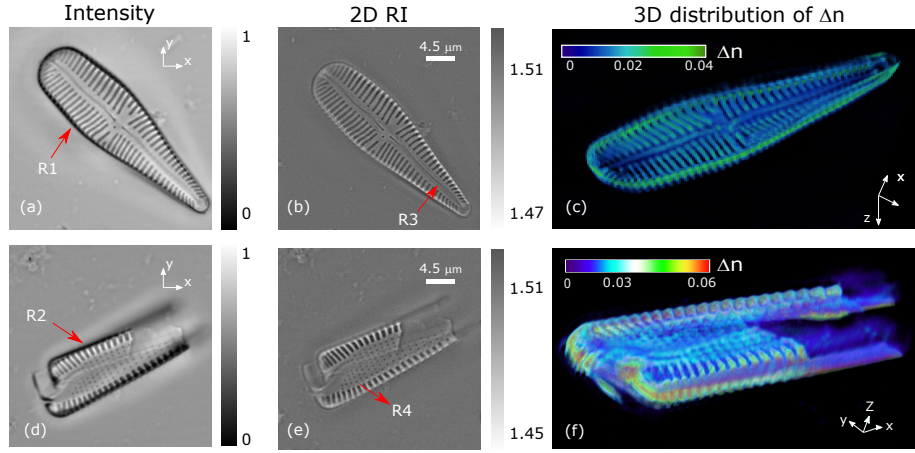 Intensity
2D RI
3D distribution of Δn
y
x
R1
(a)
1
0
4.5 μm
R3
(b)
1.51
1.47
Δn
0
0.02
0.04
x
z
(c)
y
x
R2
(d)
1
0
4.5 μm
R4
(e)
1.51
1.45
Δn
0
0.03
0.06
y
Z
x
(f)